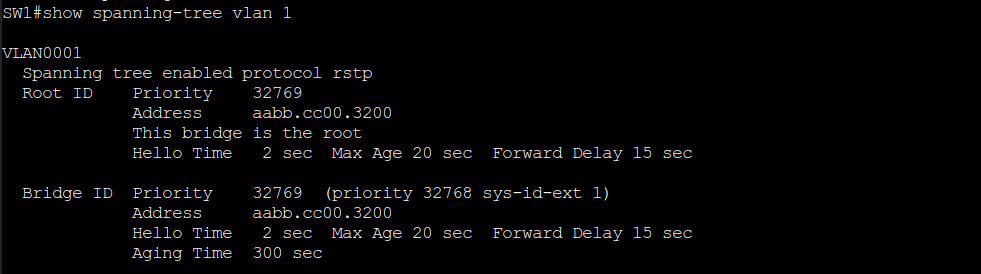 SW1#show spanning-tree vlan 1
VLAN0001
Spanning tree enabled protocol rstp
Root ID Priority 32769
Address aabb.cc00.3200
This bridge is the root
Hello Time 2 sec Max Age 20 sec Forward Delay 15 sec
Bridge ID Priority 32769 (priority 32768 sys-id-ext 1)
Address aabb.cc00.3200
Hello Time 2 sec Max Age 20 sec Forward Delay 15 sec
Aging Time 300 sec